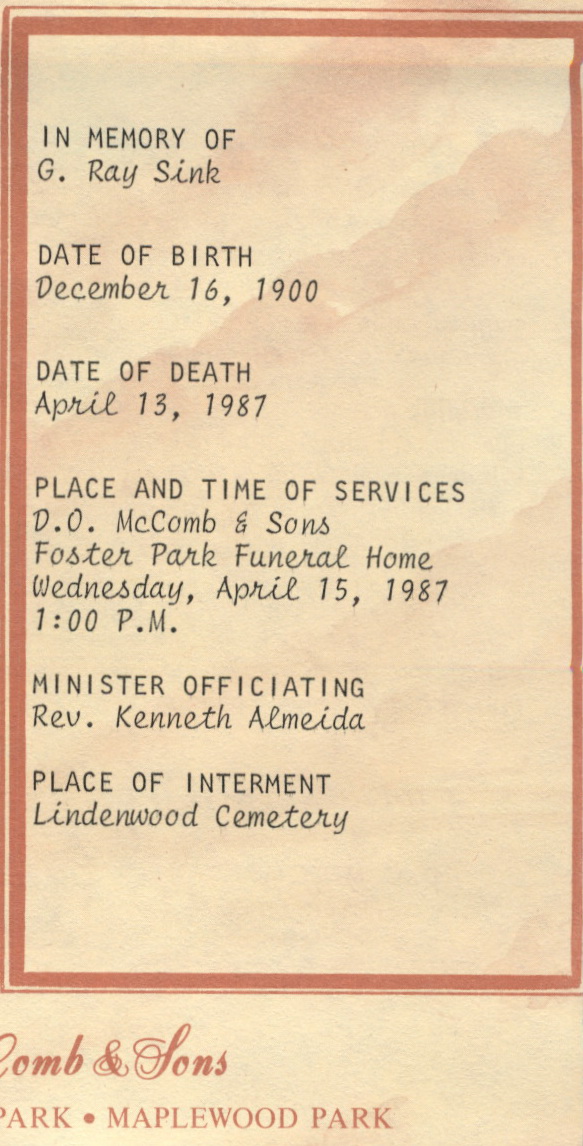 IN MEMORY OF
G. Ray Sink
DATE OF BIRTH
December 16, 1900
DATE OF DEATH
April 13, 1987
PLACE AND TIME OF SERVICES
D.O. McComb & Sons
Foster Park Funeral Home
Wednesday, April 15, 1987
1:00 P.M.
MINISTER OFFICIATING
Rev. Kenneth Almeida
PLACE OF INTERMENT
Lindenwood Cemetery
Comb & Sons
PARK • MAPLEWOOD PARK